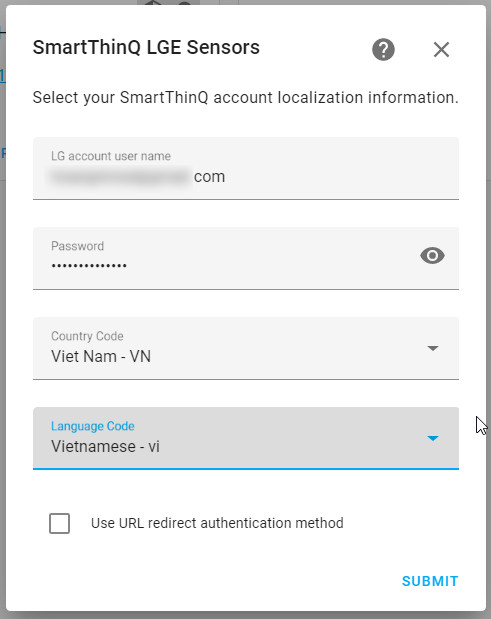 SmartThinQ LGE Sensors
Select your SmartThinQ account localization information.
LG account user name
com
Password
••••••••••••••
Country Code
Viet Nam - VN
Language Code
Vietnamese - vi
Use URL redirect authentication method
SUBMIT